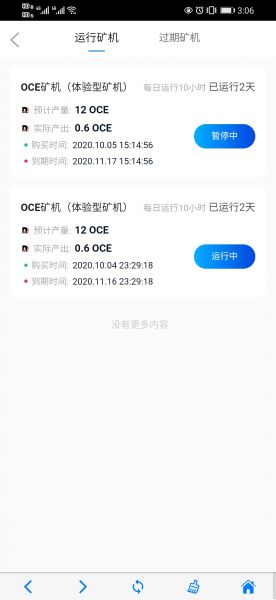 3:06
运行矿机 过期矿机
OCE矿机（体验型矿机） 每日运行10小时 已运行2天
预计产量: 12 OCE
实际产出: 0.6 OCE
暂停中
购买时间: 2020.10.05 15:14:56
到期时间: 2020.11.17 15:14:56
OCE矿机（体验型矿机） 每日运行10小时 已运行2天
预计产量: 12 OCE
实际产出: 0.6 OCE
运行中
购买时间: 2020.10.04 23:29:18
到期时间: 2020.11.16 23:29:18
没有更多内容